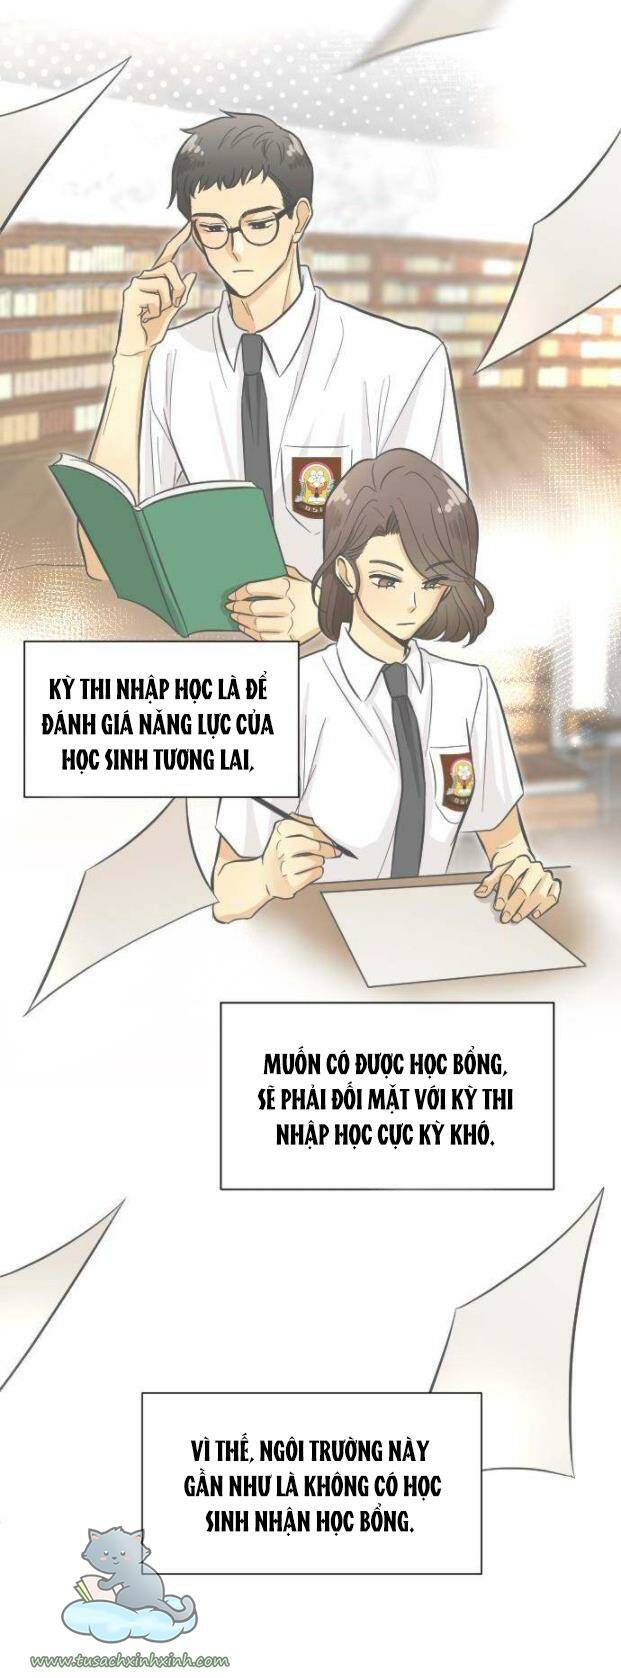 KỲ THI NHẬP HỌC LÀ ĐỂ
ĐÁNH GIÁ NĂNG LỰC CỦA
HỌC SINH TƯƠNG LAI,
MUỐN CÓ ĐƯỢC HỌC BỔNG,
SẼ PHẢI ĐỐI MẶT VỚI KỲ THI
NHẬP HỌC CỰC KỲ KHÓ.
VÌ THẾ, NGÔI TRƯỜNG NÀY
GẦN NHƯ LÀ KHÔNG CÓ HỌC
SINH NHẬN HỌC BỔNG.
www.tusachxinhxinh.com